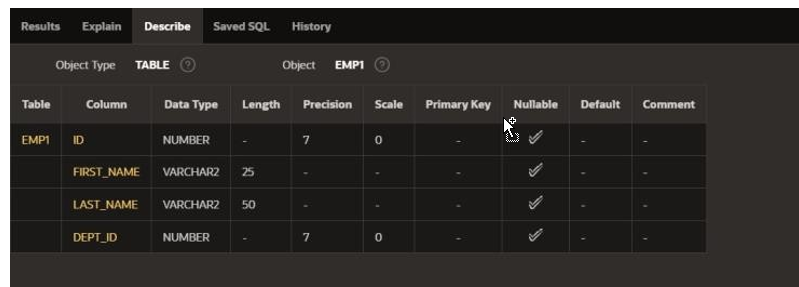 Results Explain Describe Saved SQL History
Object Type TABLE ? Object EMP1 ?
Table Column Data Type Length Precision Scale Primary Key Nullable Default Comment
EMP1 ID NUMBER - 7 0 - ✓ - -
FIRST_NAME VARCHAR2 25 - - - ✓ - -
LAST_NAME VARCHAR2 50 - - - ✓ - -
DEPT_ID NUMBER - 7 0 - ✓ - -